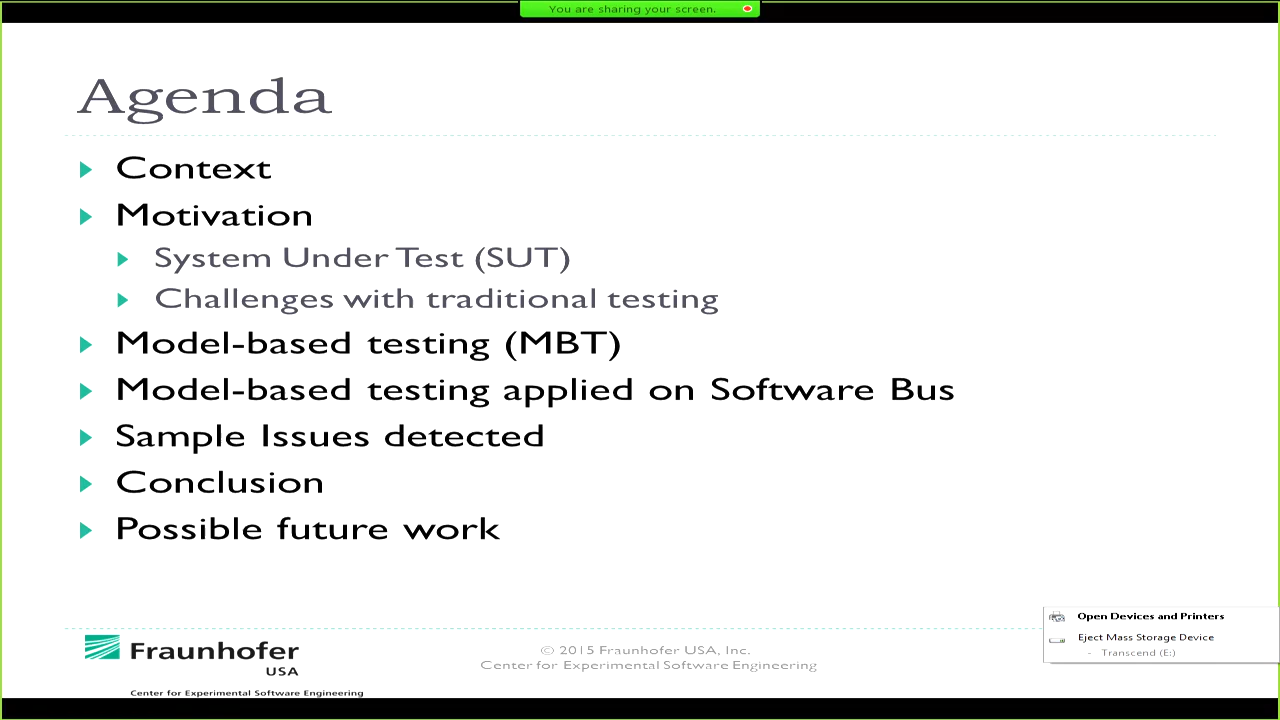 You are sharing your screen.
Agenda
Context
Motivation
System Under Test (SUT)
Challenges with traditional testing
Model-based testing (MBT)
Model-based testing applied on Software Bus
Sample Issues detected
Conclusion
Possible future work
Fraunhofer
USA
Center for Experimental Software Engineering
© 2015 Fraunhofer USA, Inc.
Center for Experimental Software Engineering
Open Devices and Printers
Eject Mass Storage Device
- Transcend (E:)